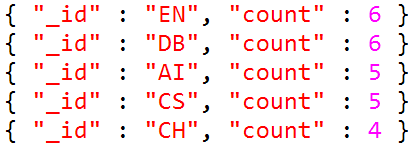 { "_id" : "EN", "count" : 6
{ "_id" : "DB", "count" : 6
{ "_id" : "AI", "count" : 5
{ "_id" : "CS", "count" : 5
{ "_id" : "CH", "count" : 4